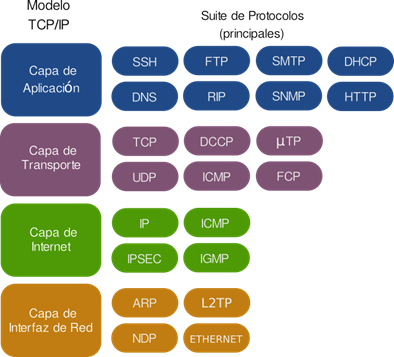 Modelo
TCP/IP
Suite de Protocolos
(principales)
Capa de
Aplicación
SSH FTP SMTP DHCP
DNS RIP SNMP HTTP
Capa de
Transporte
TCP DCCP µTP
UDP ICMP FCP
Capa de
Internet
IP ICMP
IPSEC IGMP
Capa de
Interfaz de Red
ARP L2TP
NDP ETHERNET